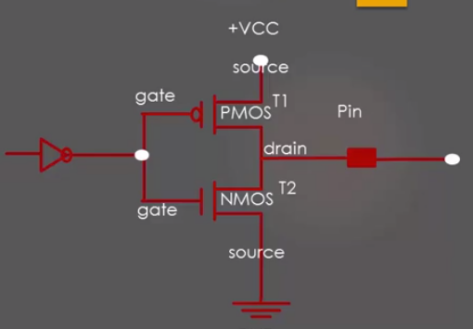 +VCC
source
gate
T1
PMOS
Pin
drain
T2
NMOS
gate
source